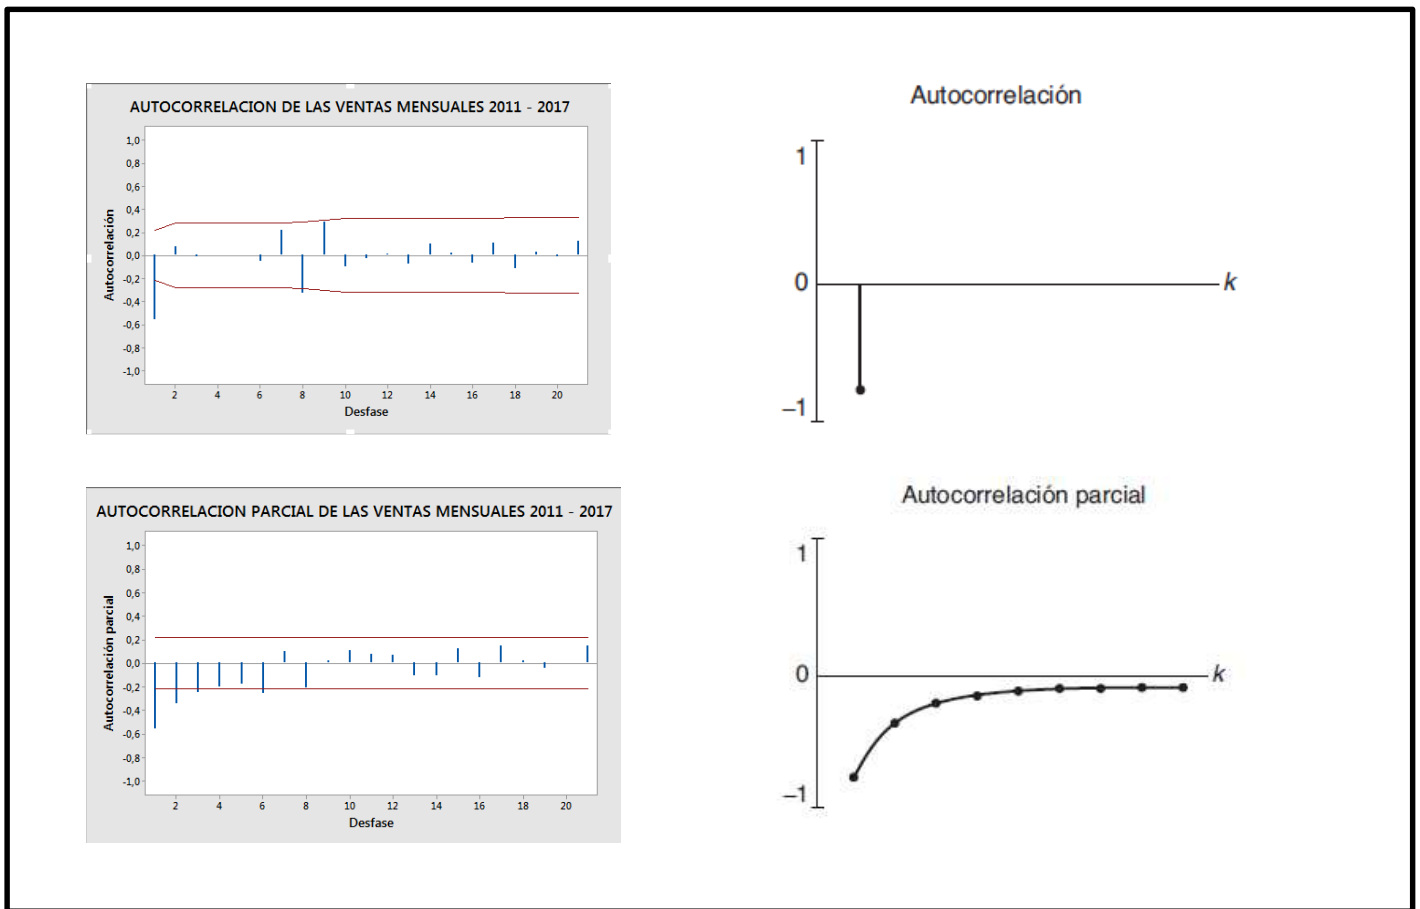 AUTOCORRELACION DE LAS VENTAS MENSUALES 2011 - 2017
Autocorrelación
1,0
0,8
0,6
0,4
0,2
0,0
-0,2
-0,4
-0,6
-0,8
-1,0
2 4 6 8 10 12 14 16 18 20
Desfase
Autocorrelación
1
0
-1
k
AUTOCORRELACION PARCIAL DE LAS VENTAS MENSUALES 2011 - 2017
Autocorrelación parcial
1,0
0,8
0,6
0,4
0,2
0,0
-0,2
-0,4
-0,6
-0,8
-1,0
2 4 6 8 10 12 14 16 18 20
Desfase
Autocorrelación parcial
1
0
-1
k